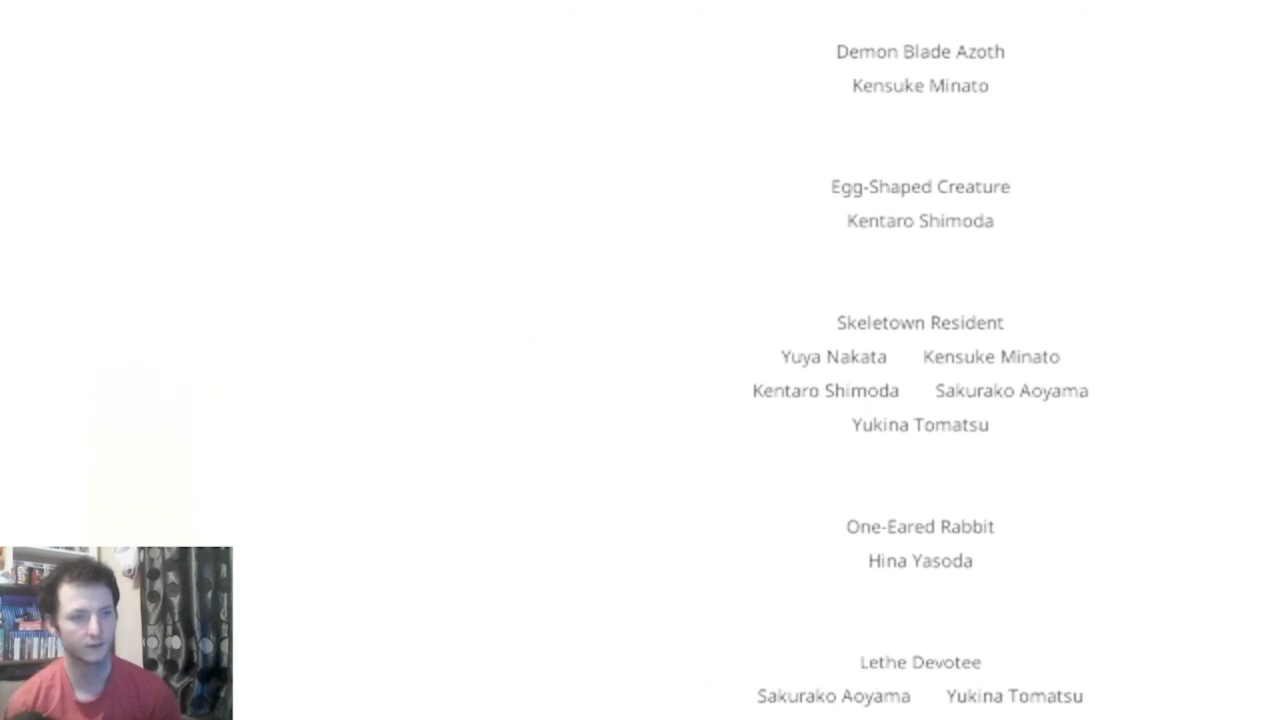 Demon Blade Azoth
Kensuke Minato
Egg-Shaped Creature
Kentaro Shimoda
Skeletown Resident
Yuya Nakata Kensuke Minato
Kentaro Shimoda Sakurako Aoyama
Yukina Tomatsu
One-Eared Rabbit
Hina Yasoda
Lethe Devotee
Sakurako Aoyama Yukina Tomatsu